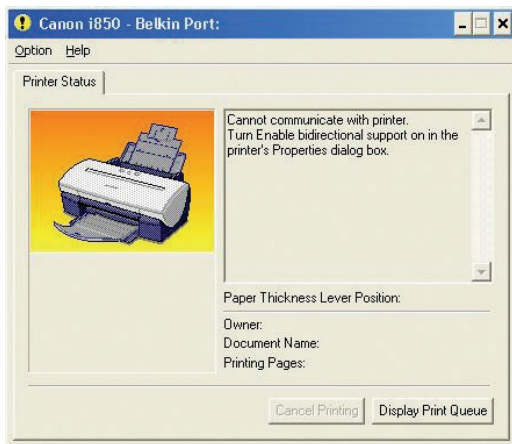 Canon i850 - Belkin Port:
Option Help
Printer Status
Cannot communicate with printer.
Turn Enable bidirectional support on in the
printer's Properties dialog box.
Paper Thickness Lever Position:
Owner:
Document Name:
Printing Pages:
Cancel Printing Display Print Queue